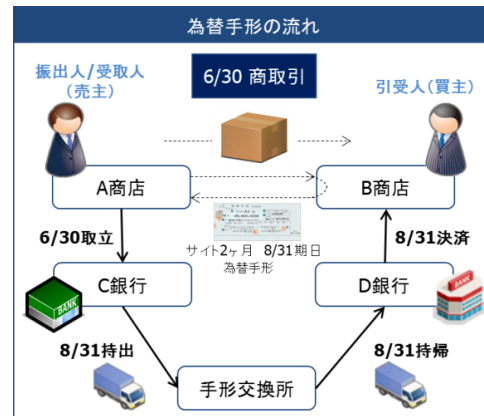 為替手形の流れ
振出人/受取人
(売主)
6/30 商取引
引受人(買主)
A商店
B商店
6/30取立
サイト2ヶ月 8/31期日
為替手形
8/31決済
BANK
C銀行
D銀行
BANK
8/31持出
手形交換所
8/31持帰